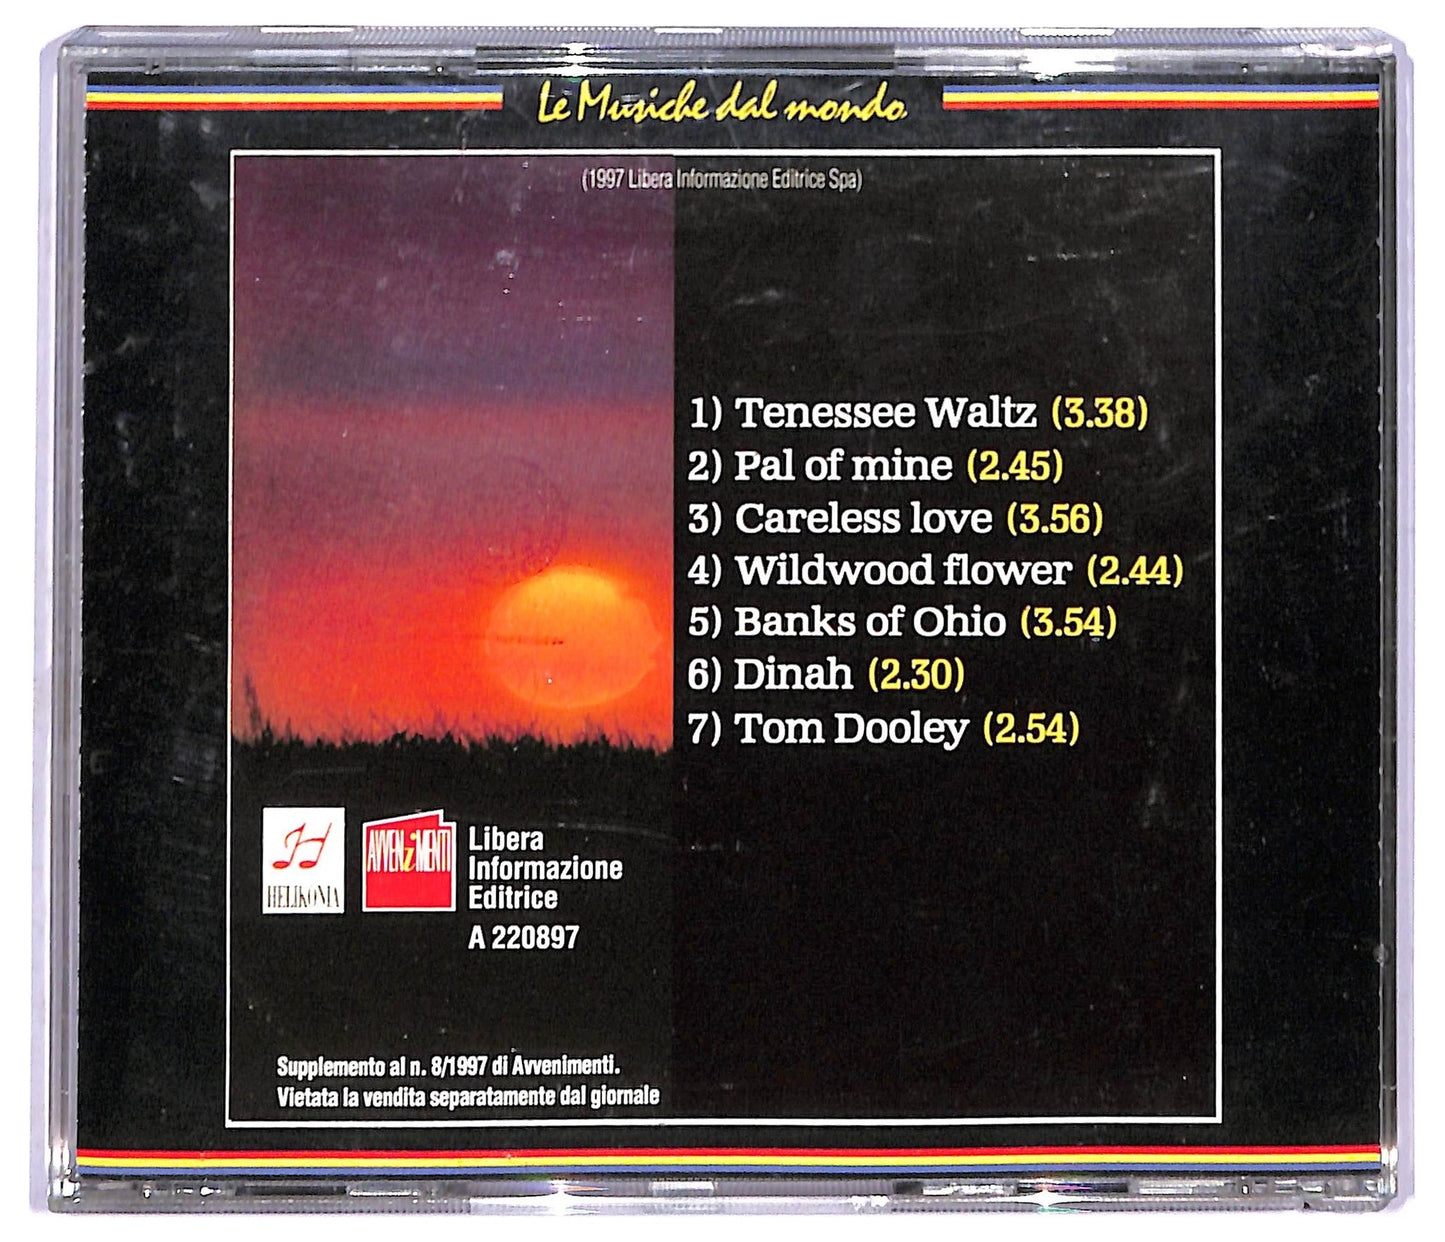 Le Musiche dal mondo
(1997 Libera Informazione Editrice Spa)
1) Tenessee Waltz (3.38)
2) Pal of mine (2.45)
3) Careless love (3.56)
4) Wildwood flower (2.44)
5) Banks of Ohio (3.54)
6) Dinah (2.30)
7) Tom Dooley (2.54)
HELIKONIA
AVVENiMENTI
Libera
Informazione
Editrice
A 220897
Supplemento al n. 8/1997 di Avvenimenti.
Vietata la vendita separatamente dal giornale